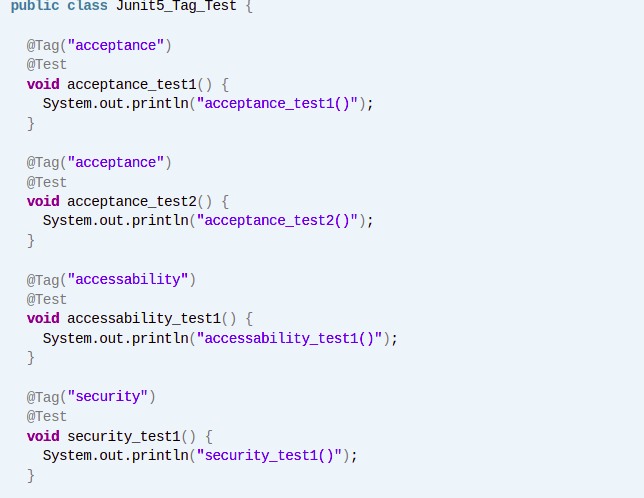 public class Junit5_Tag_Test {
@Tag("acceptance")
@Test
void acceptance_test1() {
System.out.println("acceptance_test1()");
}
@Tag("acceptance")
@Test
void acceptance_test2() {
System.out.println("acceptance_test2()");
}
@Tag("accessability")
@Test
void accessability_test1() {
System.out.println("accessability_test1()");
}
@Tag("security")
@Test
void security_test1() {
System.out.println("security_test1()");
}